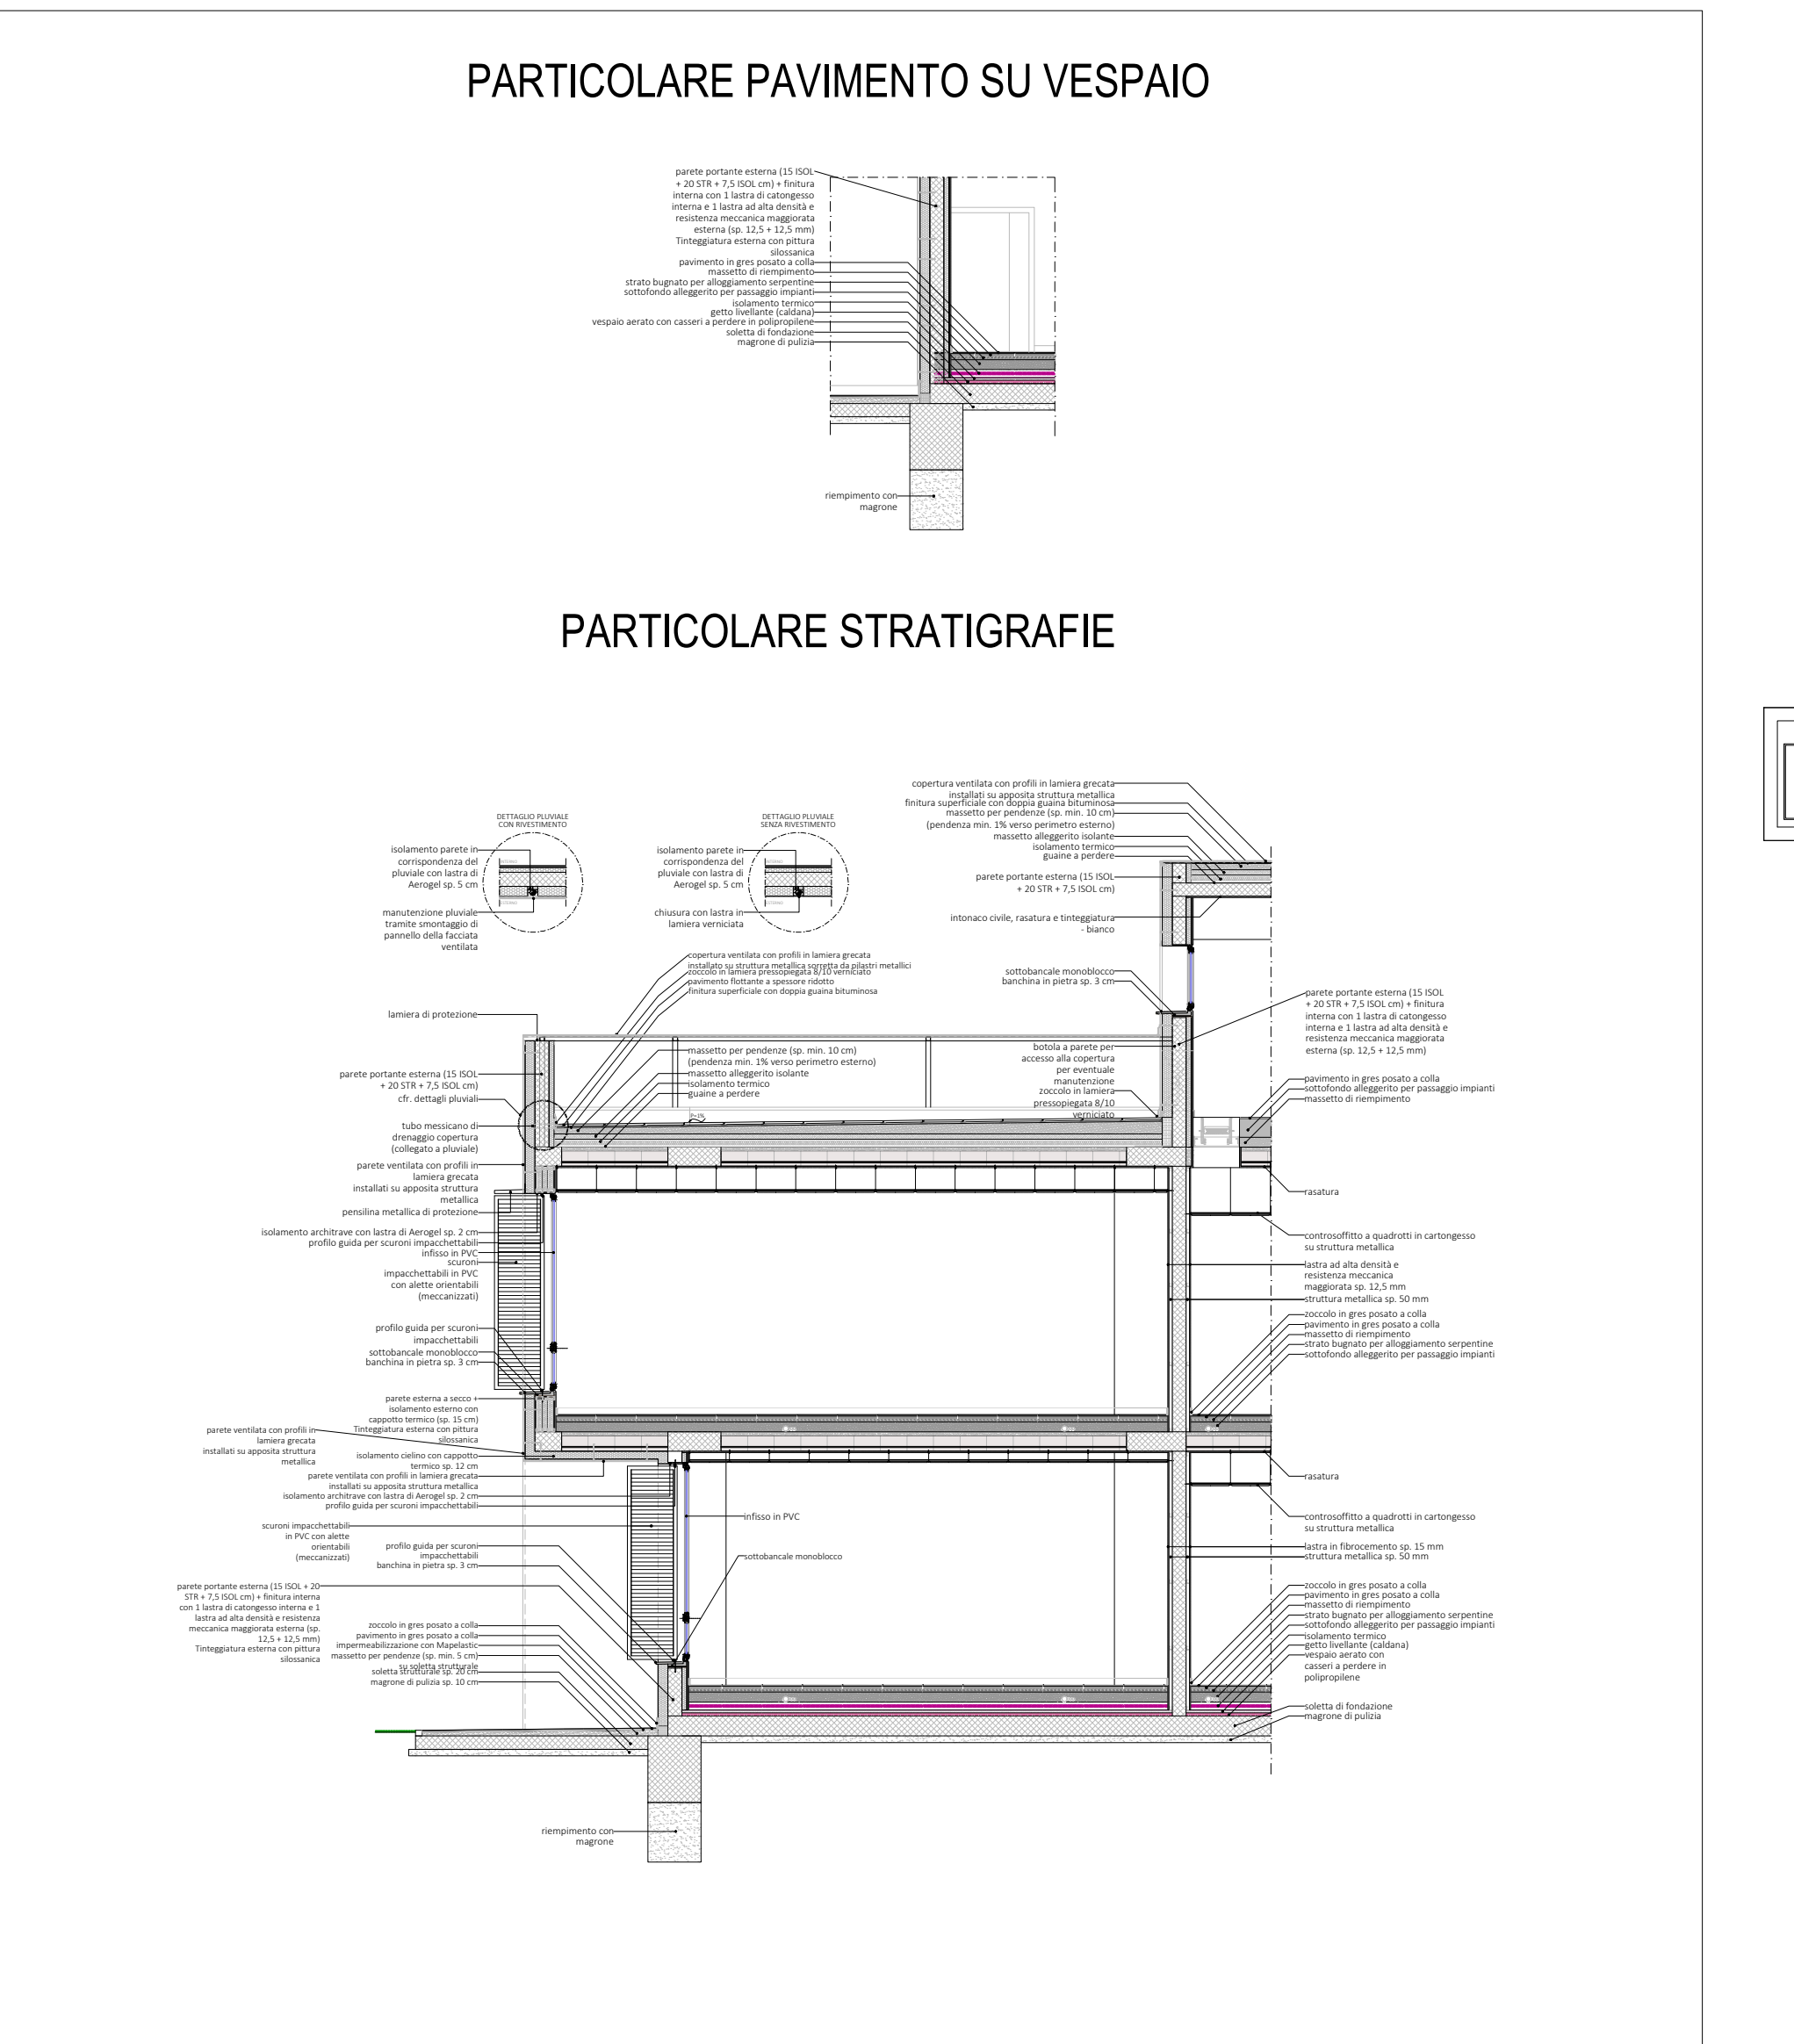 PARTICOLARE PAVIMENTO SU VESPAIO
parete portante esterna (15 ISOL
+ 20 STR + 7,5 ISOL cm) + finitura
interna con 1 lastra di catongesso
interna e 1 lastra ad alta densità e
resistenza meccanica maggiorata
esterna (sp. 12,5 + 12,5 mm)
Tinteggiatura esterna con pittura
silossanica
pavimento in gres posato a colla
massetto di riempimento
strato bugnato per alloggiamento serpentine
sottofondo alleggerito per passaggio impianti
isolamento termico
getto livellante (caldana)
vespaio aerato con casseri a perdere in polipropilene
soletta di fondazione
magrone di pulizia
riempimento con
magrone
PARTICOLARE STRATIGRAFIE
DETTAGLIO PLUVIALE
CON RIVESTIMENTO
isolamento parete in
corrispondenza del
pluviale con lastra di
Aerogel sp. 5 cm
manutenzione pluviale
tramite smontaggio di
pannello della facciata
ventilata
DETTAGLIO PLUVIALE
SENZA RIVESTIMENTO
isolamento parete in
corrispondenza del
pluviale con lastra di
Aerogel sp. 5 cm
chiusura con lastra in
lamiera verniciata
copertura ventilata con profili in lamiera grecata
installati su apposita struttura metallica
finitura superficiale con doppia guaina bituminosa
massetto per pendenze (sp. min. 10 cm)
(pendenza min. 1% verso perimetro esterno)
massetto alleggerito isolante
isolamento termico
guaine a perdere
parete portante esterna (15 ISOL
+ 20 STR + 7,5 ISOL cm)
intonaco civile, rasatura e tinteggiatura
- bianco
copertura ventilata con profili in lamiera grecata
installato su struttura metallica sorretta da pilastri metallici
zoccolo in lamiera pressopiegata 8/10 verniciato
pavimento flottante a spessore ridotto
finitura superficiale con doppia guaina bituminosa
sottobancale monoblocco
banchina in pietra sp. 3 cm
parete portante esterna (15 ISOL
+ 20 STR + 7,5 ISOL cm) + finitura
interna con 1 lastra di catongesso
interna e 1 lastra ad alta densità e
resistenza meccanica maggiorata
esterna (sp. 12,5 + 12,5 mm)
lamiera di protezione
massetto per pendenze (sp. min. 10 cm)
(pendenza min. 1% verso perimetro esterno)
massetto alleggerito isolante
isolamento termico
guaine a perdere
botola a parete per
accesso alla copertura
per eventuale
manutenzione
zoccolo in lamiera
pressopiegata 8/10
verniciato
P=1%
parete portante esterna (15 ISOL
+ 20 STR + 7,5 ISOL cm)
cfr. dettagli pluviali
tubo messicano di
drenaggio copertura
(collegato a pluviale)
parete ventilata con profili in
lamiera grecata
installati su apposita struttura
metallica
pensilina metallica di protezione
isolamento architrave con lastra di Aerogel sp. 2 cm
profilo guida per scuroni impacchettabili
infisso in PVC
scuroni
impacchettabili in PVC
con alette orientabili
(meccanizzati)
profilo guida per scuroni
impacchettabili
sottobancale monoblocco
banchina in pietra sp. 3 cm
parete esterna a secco +
isolamento esterno con
cappotto termico (sp. 15 cm)
Tinteggiatura esterna con pittura
silossanica
parete ventilata con profili in
lamiera grecata
installati su apposita struttura
metallica
isolamento cielino con cappotto
termico sp. 12 cm
parete ventilata con profili in lamiera grecata
installati su apposita struttura metallica
isolamento architrave con lastra di Aerogel sp. 2 cm
profilo guida per scuroni impacchettabili
scuroni impacchettabili
in PVC con alette
orientabili
(meccanizzati)
profilo guida per scuroni
impacchettabili
banchina in pietra sp. 3 cm
parete portante esterna (15 ISOL + 20
STR + 7,5 ISOL cm) + finitura interna
con 1 lastra di catongesso interna e 1
lastra ad alta densità e resistenza
meccanica maggiorata esterna (sp.
12,5 + 12,5 mm)
Tinteggiatura esterna con pittura
silossanica
zoccolo in gres posato a colla
pavimento in gres posato a colla
impermeabilizzazione con Mapelastic
massetto per pendenze (sp. min. 5 cm)
su soletta strutturale
soletta strutturale sp. 20 cm
magrone di pulizia sp. 10 cm
infisso in PVC
sottobancale monoblocco
riempimento con
magrone
pavimento in gres posato a colla
sottofondo alleggerito per passaggio impianti
massetto di riempimento
rasatura
controsoffitto a quadrotti in cartongesso
su struttura metallica
lastra ad alta densità e
resistenza meccanica
maggiorata sp. 12,5 mm
struttura metallica sp. 50 mm
zoccolo in gres posato a colla
pavimento in gres posato a colla
massetto di riempimento
strato bugnato per alloggiamento serpentine
sottofondo alleggerito per passaggio impianti
rasatura
controsoffitto a quadrotti in cartongesso
su struttura metallica
lastra in fibrocemento sp. 15 mm
struttura metallica sp. 50 mm
zoccolo in gres posato a colla
pavimento in gres posato a colla
massetto di riempimento
strato bugnato per alloggiamento serpentine
sottofondo alleggerito per passaggio impianti
isolamento termico
getto livellante (caldana)
vespaio aerato con
casseri a perdere in
polipropilene
soletta di fondazione
magrone di pulizia